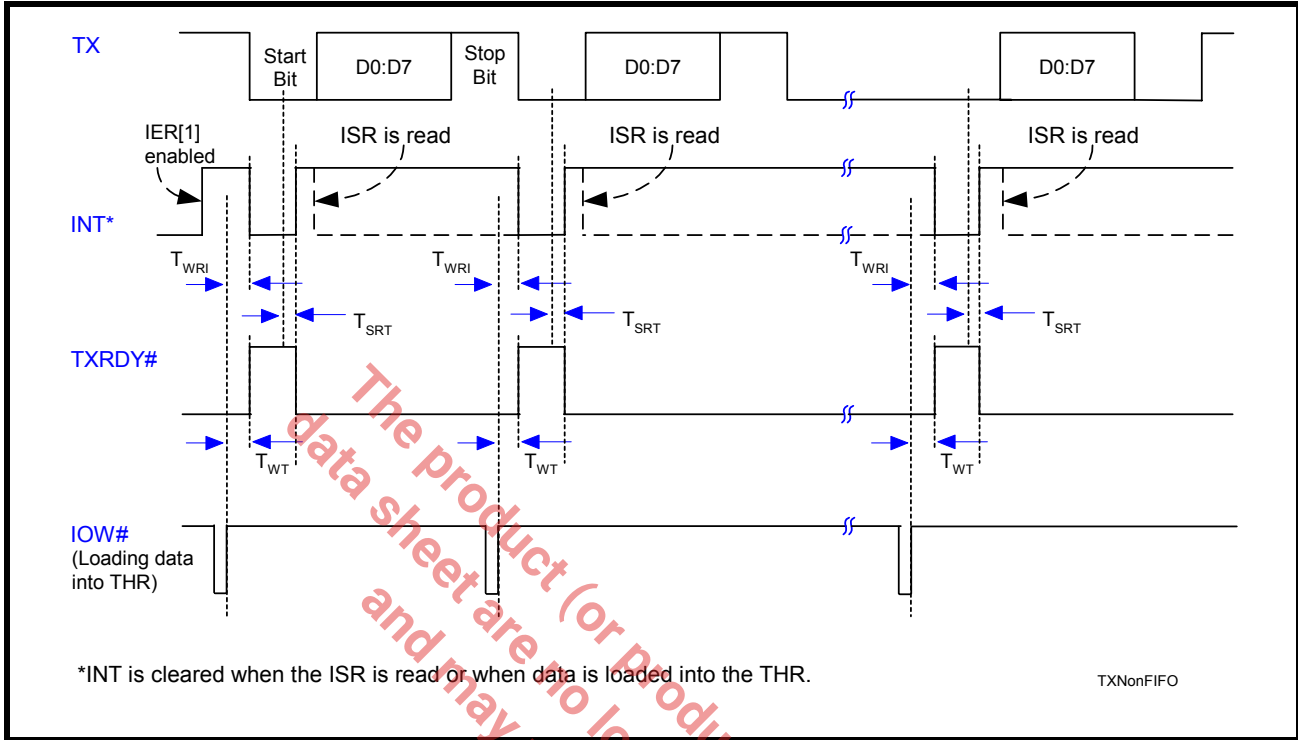 TX
Start
Bit
D0:D7
Stop
Bit
D0:D7
D0:D7
IER[1]
enabled
ISR is read
ISR is read
ISR is read
INT*
TWRI
TWRI
TWRI
TSRT
TSRT
TSRT
TXRDY#
TWT
TWT
TWT
IOW#
(Loading data
into THR)
*INT is cleared when the ISR is read or when data is loaded into the THR.
TXNonFIFO
The product (or produ
data sheet are no lo
and may